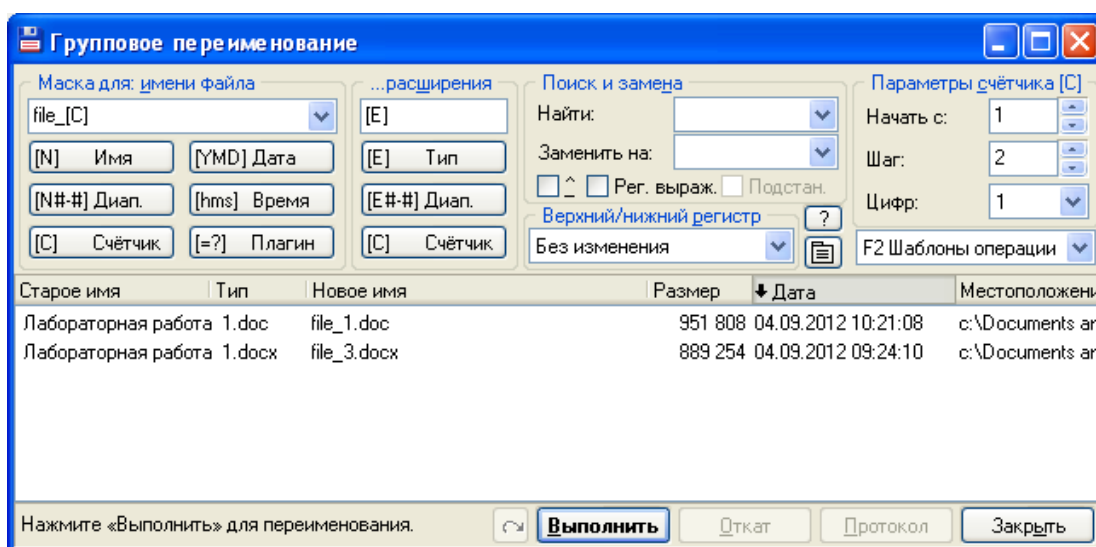 Групповое переименование
Маска для: имени файла ...расширения Поиск и замена Параметры счётчика [C]
file_[C] [E] Найти: Начать с: 1
[N] Имя [YMD] Дата [E] Тип Заменить на: Шаг: 2
^ Рег. выраж. Подстан.
[N#-#] Диап. [hms] Время [E#-#] Диап. Цифр: 1
Верхний/нижний регистр ?
[C] Счётчик [=?] Плагин [C] Счётчик Без изменения F2 Шаблоны операции
Старое имя Тип Новое имя Размер Дата Местоположени
Лабораторная работа 1.doc file_1.doc 951 808 04.09.2012 10:21:08 c:\Documents ar
Лабораторная работа 1.docx file_3.docx 889 254 04.09.2012 09:24:10 c:\Documents ar
Нажмите «Выполнить» для переименования. Выполнить Откат Протокол Закрыть